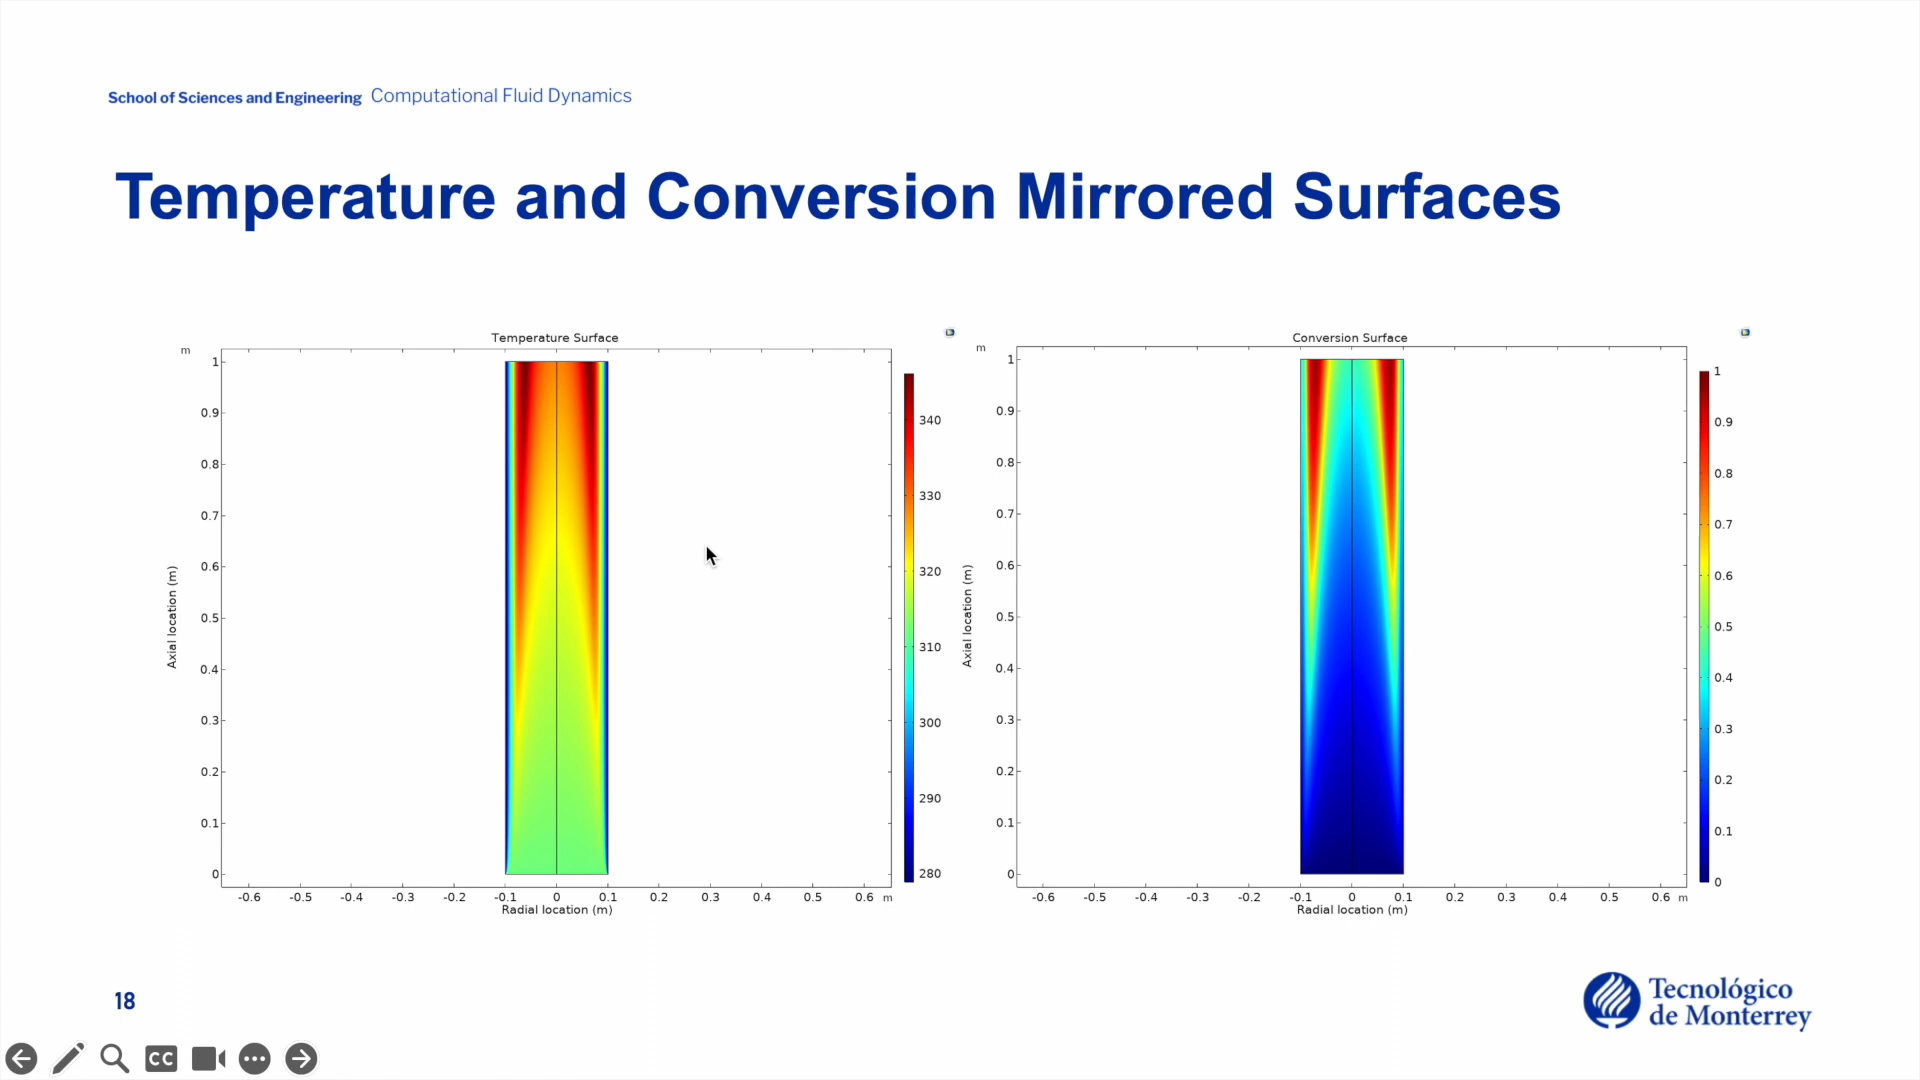 School of Sciences and Engineering Computational Fluid Dynamics
Temperature and Conversion Mirrored Surfaces
Temperature Surface
m
1
0.9
0.8
0.7
0.6
0.5
0.4
0.3
0.2
0.1
0
Axial location (m)
-0.6 -0.5 -0.4 -0.3 -0.2 -0.1 0 0.1 0.2 0.3 0.4 0.5 0.6 m
Radial location (m)
340
330
320
310
300
290
280
Conversion Surface
m
1
0.9
0.8
0.7
0.6
0.5
0.4
0.3
0.2
0.1
0
Axial location (m)
-0.6 -0.5 -0.4 -0.3 -0.2 -0.1 0 0.1 0.2 0.3 0.4 0.5 0.6 m
Radial location (m)
1
0.9
0.8
0.7
0.6
0.5
0.4
0.3
0.2
0.1
0
18
Tecnológico
de Monterrey
CC